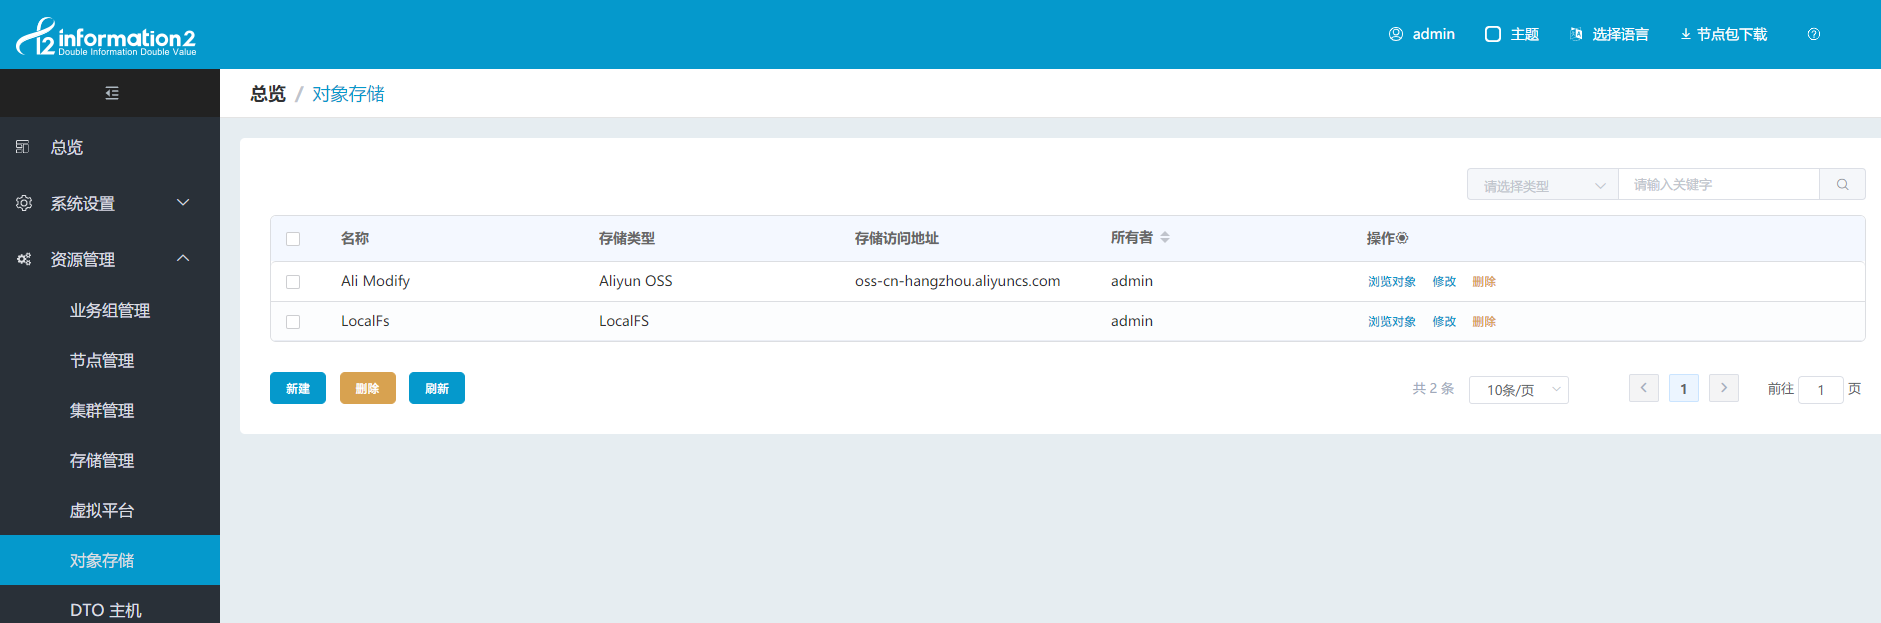 information2
Double Information Double Value
admin 主题 选择语言 节点包下载
总览 / 对象存储
总览
系统设置
资源管理
业务组管理
节点管理
集群管理
存储管理
虚拟平台
对象存储
DTO 主机
请选择类型 请输入关键字
名称 存储类型 存储访问地址 所有者 操作
Ali Modify Aliyun OSS oss-cn-hangzhou.aliyuncs.com admin 浏览对象 修改 删除
LocalFs LocalFS admin 浏览对象 修改 删除
新建 删除 刷新 共 2 条 10条/页 1 前往 1 页